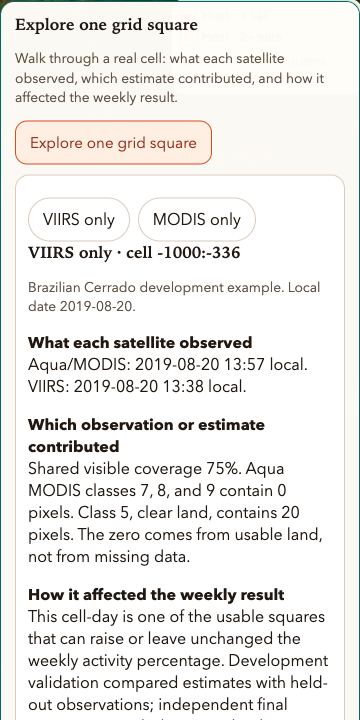 Explore one grid square
Walk through a real cell: what each satellite
observed, which estimate contributed, and how it
affected the weekly result.
Explore one grid square
VIIRS only
MODIS only
VIIRS only · cell -1000:-336
Brazilian Cerrado development example. Local
date 2019-08-20.
What each satellite observed
Aqua/MODIS: 2019-08-20 13:57 local.
VIIRS: 2019-08-20 13:38 local.
Which observation or estimate
contributed
Shared visible coverage 75%. Aqua
MODIS classes 7, 8, and 9 contain 0
pixels. Class 5, clear land, contains 20
pixels. The zero comes from usable land,
not from missing data.
How it affected the weekly result
This cell-day is one of the usable squares
that can raise or leave unchanged the
weekly activity percentage. Development
validation compared estimates with held-
out observations; independent final